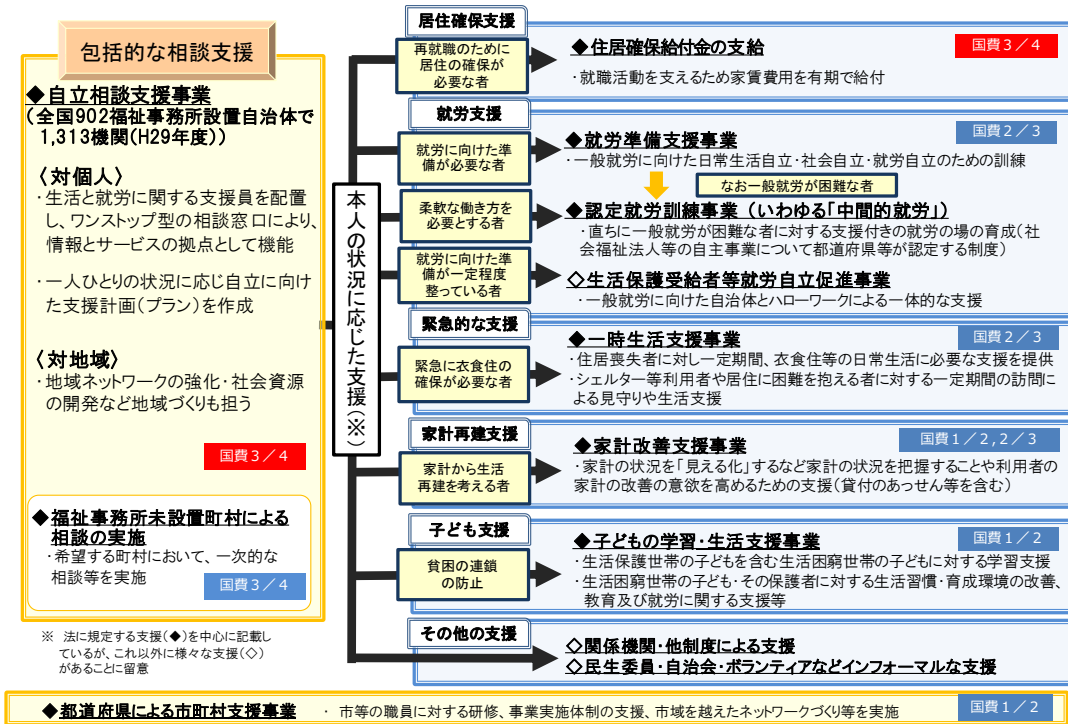 包括的な相談支援
◆自立相談支援事業
(全国902福祉事務所設置自治体で
1,313機関(H29年度))
〈対個人〉
・生活と就労に関する支援員を配置
し、ワンストップ型の相談窓口により、
情報とサービスの拠点として機能
・一人ひとりの状況に応じ自立に向け
た支援計画(プラン)を作成
〈対地域〉
・地域ネットワークの強化・社会資源
の開発など地域づくりも担う
国費3/4
◆福祉事務所未設置町村による
相談の実施
・希望する町村において、一次的な
相談等を実施
国費3/4
※ 法に規定する支援(◆)を中心に記載し
ているが、これ以外に様々な支援(◇)
があることに留意
本人の状況に応じた支援(※)
居住確保支援
再就職のために
居住の確保が
必要な者
◆住居確保給付金の支給
国費3/4
・就職活動を支えるため家賃費用を有期で給付
就労支援
就労に向けた準
備が必要な者
◆就労準備支援事業
国費2/3
・一般就労に向けた日常生活自立・社会自立・就労自立のための訓練
なお一般就労が困難な者
柔軟な働き方を
必要とする者
◆認定就労訓練事業(いわゆる「中間的就労」)
・直ちに一般就労が困難な者に対する支援付きの就労の場の育成(社
会福祉法人等の自主事業について都道府県等が認定する制度)
就労に向けた準
備が一定程度
整っている者
◇生活保護受給者等就労自立促進事業
・一般就労に向けた自治体とハローワークによる一体的な支援
緊急的な支援
緊急に衣食住の
確保が必要な者
◆一時生活支援事業
国費2/3
・住居喪失者に対し一定期間、衣食住等の日常生活に必要な支援を提供
・シェルター等利用者や居住に困難を抱える者に対する一定期間の訪問に
よる見守りや生活支援
家計再建支援
家計から生活
再建を考える者
◆家計改善支援事業
国費1/2,2/3
・家計の状況を「見える化」するなど家計の状況を把握することや利用者の
家計の改善の意欲を高めるための支援(貸付のあっせん等を含む)
子ども支援
貧困の連鎖
の防止
◆子どもの学習・生活支援事業
国費1/2
・生活保護世帯の子どもを含む生活困窮世帯の子どもに対する学習支援
・生活困窮世帯の子ども・その保護者に対する生活習慣・育成環境の改善、
教育及び就労に関する支援等
その他の支援
◇関係機関・他制度による支援
◇民生委員・自治会・ボランティアなどインフォーマルな支援
◆都道府県による市町村支援事業 ・ 市等の職員に対する研修、事業実施体制の支援、市域を越えたネットワークづくり等を実施
国費1/2